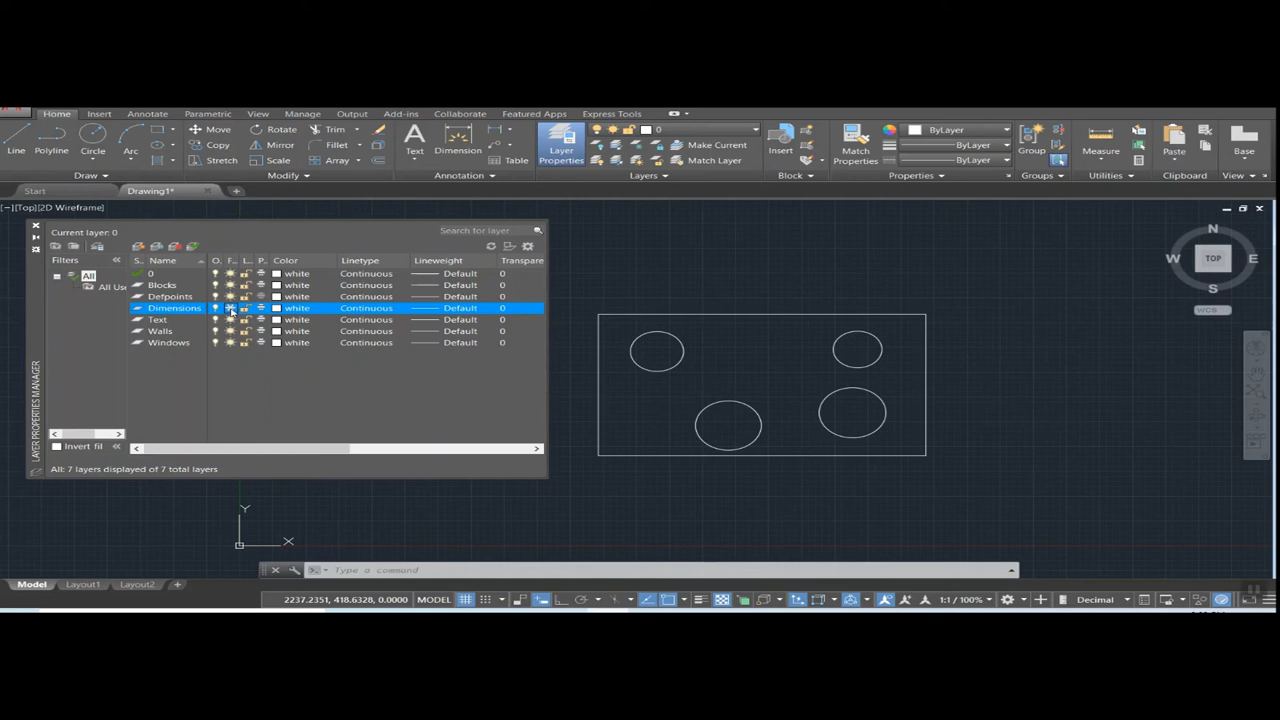 Home Insert Annotate Parametric View Manage Output Add-ins Collaborate Featured Apps Express Tools
Move Rotate Trim 0 ByLayer
Line Polyline Circle Arc Copy Mirror Fillet Text Dimension Layer Properties Make Current Insert Match Properties ByLayer Group Measure Paste Base
Stretch Scale Array Table Match Layer ByLayer
Draw Modify Annotation Layers Block Properties Groups Utilities Clipboard View
Start Drawing1* +
[−][Top][2D Wireframe]
Current layer: 0 Search for layer
Filters S.. Name O. F.. L.. P.. Color Linetype Lineweight Transpare
All
All Use
0 white Continuous Default 0
Blocks white Continuous Default 0
Defpoints white Continuous Default 0
Dimensions white Continuous Default 0
Text white Continuous Default 0
Walls white Continuous Default 0
Windows white Continuous Default 0
Invert fil
All: 7 layers displayed of 7 total layers
LAYER PROPERTIES MANAGER
N
W TOP E
S
WCS
Y
X
Type a command
Model Layout1 Layout2 +
2237.2351, 418.6328, 0.0000 MODEL 1:1 / 100% Decimal